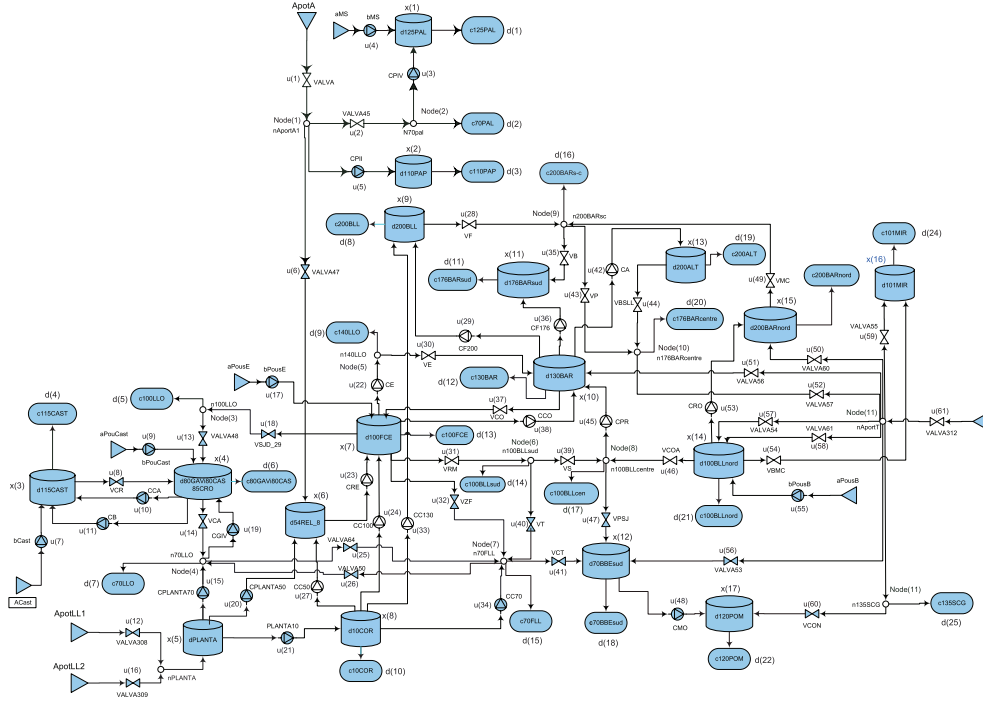 ApotA
x(1)
aMS
bMS
d125PAL
c125PAL
d(1)
u(4)
CPIV
u(3)
u(1)
VALVA
VALVA45
Node(2)
Node(1)
nAportA1
u(2)
N70pal
c70PAL
d(2)
CPII
x(2)
u(5)
d110PAP
c110PAP
d(3)
d(16)
c200BARs-c
x(9)
c200BLL
d200BLL
u(28)
VF
Node(9)
n200BARsc
d(8)
c101MIR
d(24)
u(6)
VALVA47
u(35)
VB
x(11)
d(11)
c176BARsud
d176BARsud
u(42)
CA
x(13)
d200ALT
d(19)
c200ALT
x(16)
d101MIR
u(43)
VP
VBSLL
u(44)
u(49)
VMC
c200BARnord
d(20)
c176BARcentre
x(15)
d200BARnord
d(9)
c140LLO
u(29)
CF200
u(36)
CF176
VALVA55
u(59)
n140LLO
Node(5)
u(30)
VE
Node(10)
n176BARcentre
u(50)
VALVA60
u(51)
VALVA56
aPousE
bPousE
u(17)
u(22)
CE
d(12)
c130BAR
d130BAR
x(10)
u(52)
VALVA57
d(4)
c115CAST
d(5)
c100LLO
n100LLO
Node(3)
u(37)
VCO
CCO
u(38)
u(45)
CPR
CRO
u(53)
u(57)
VALVA54
VALVA61
u(58)
Node(11)
nAportT
u(61)
VALVA312
u(13)
VALVA48
u(18)
VSJD_29
d100FCE
x(7)
c100FCE
d(13)
Node(6)
n100BLLsud
Node(8)
n100BLLcentre
x(14)
d100BLLnord
aPouCast
u(9)
bPouCast
u(31)
VRM
u(39)
VS
VCOA
u(46)
u(54)
VBMC
x(4)
d80GAVi80CAS
85CRO
d(6)
c80GAVi80CAS
x(3)
d115CAST
u(8)
VCR
CCA
u(10)
u(23)
CRE
c100BLLsud
d(14)
c100BLLcen
d(17)
bPousB
aPousB
u(55)
x(6)
d54REL_8
u(32)
VZF
d(21)
c100BLLnord
CB
u(11)
VCA
u(14)
CGIV
u(19)
u(24)
CC100
CC130
u(33)
u(40)
VT
u(47)
VPSJ
bCast
u(7)
n70LLO
Node(4)
VALVA64
u(25)
Node(7)
n70FLL
x(12)
d70BBEsud
u(56)
VALVA53
VCT
u(41)
d(7)
c70LLO
u(15)
CPLANTA70
CPLANTA50
u(20)
CC50
u(27)
VALVA50
u(26)
ACast
CC70
u(34)
Node(11)
n135SCG
c135SCG
d(25)
ApotLL1
u(12)
VALVA308
x(5)
dPLANTA
PLANTA10
u(21)
x(8)
d10COR
c70FLL
d(15)
c70BBEsud
d(18)
u(48)
CMO
x(17)
d120POM
u(60)
VCON
ApotLL2
u(16)
VALVA309
nPLANTA
c10COR
d(10)
c120POM
d(22)